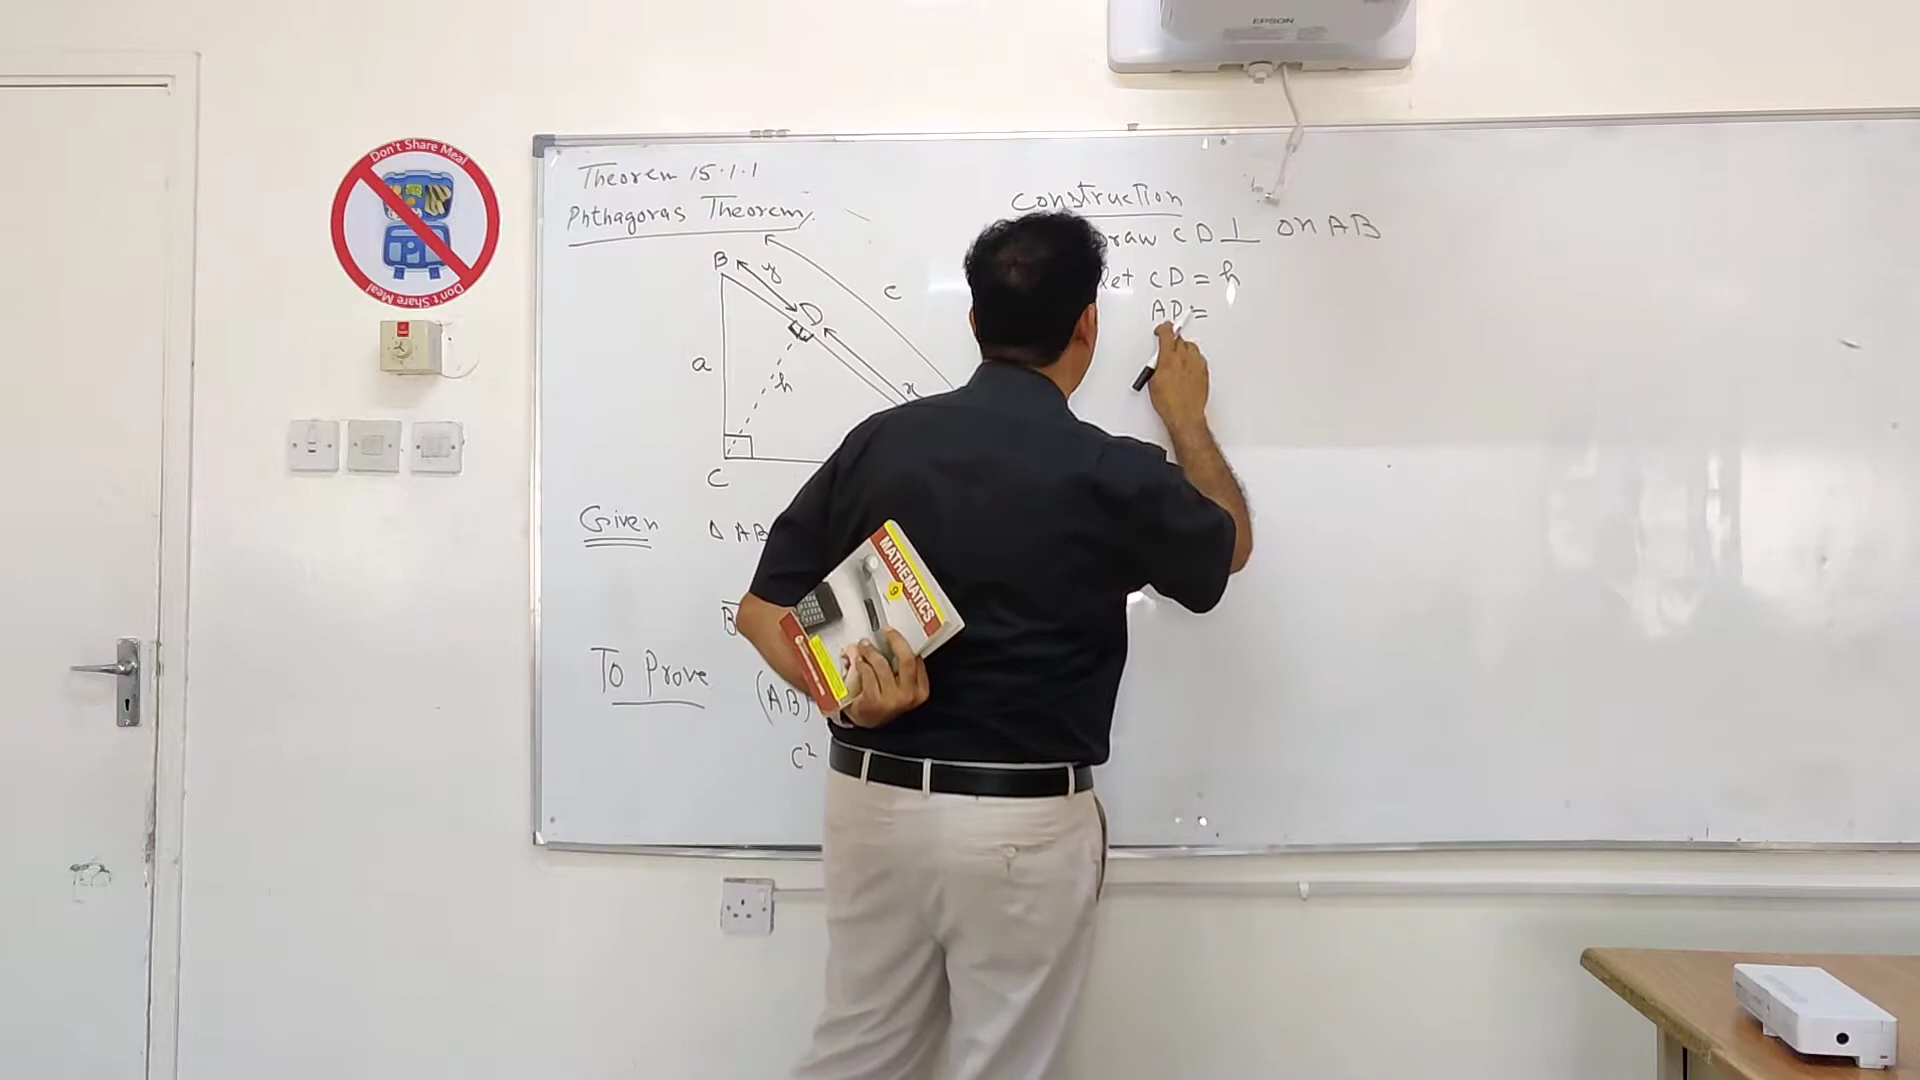 EPSON
Don't Share Meal
Don't Share Meal
Theorem 15.1.1
Phthagoras Theorem
Construction
raw CD⊥ on AB
let CD = h
AD =
B
y
D
c
a
h
x
C
Given Δ AB
B
To Prove (AB)
c²
MATHEMATICS
9